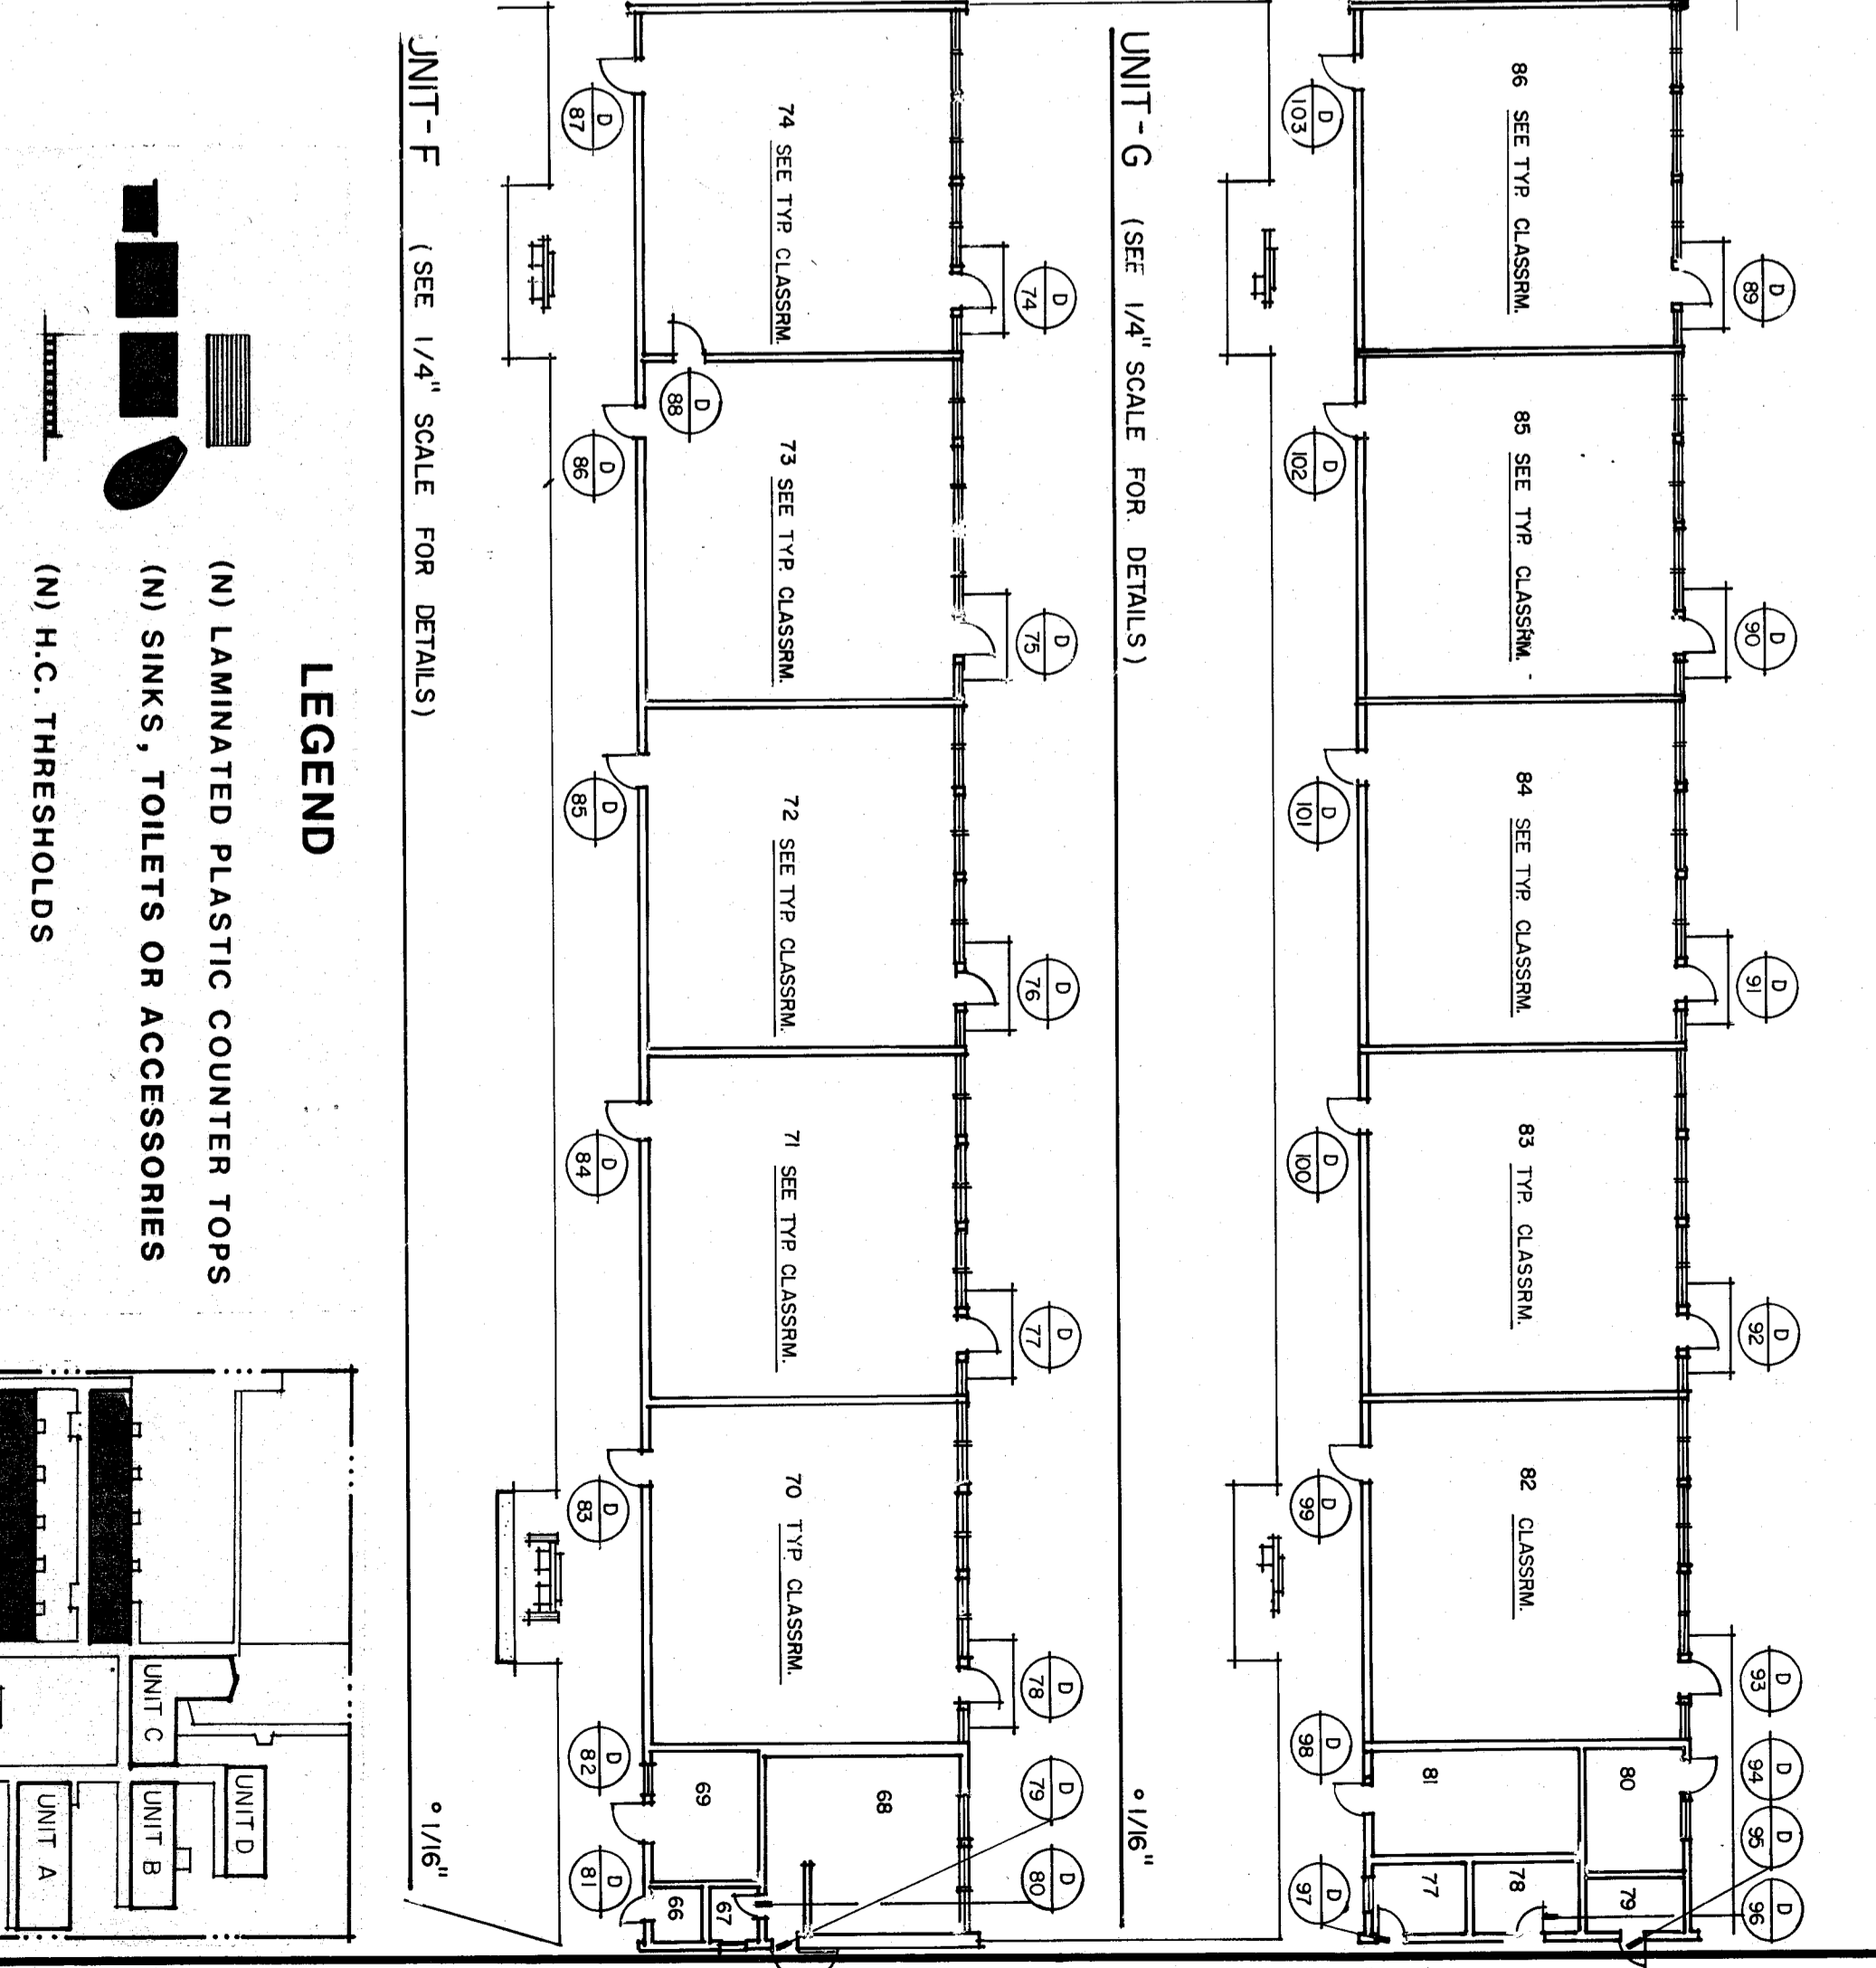 D
89
D
90
D
91
D
92
D
93
D
94
D
95
D
96
86 SEE TYP. CLASSRM.
85 SEE TYP. CLASSRM.
84 SEE TYP. CLASSRM.
83 TYP. CLASSRM.
82 CLASSRM.
80
79
81
78
77
D
103
D
102
D
101
D
100
D
99
D
98
D
97
UNIT-G (SEE 1/4" SCALE FOR. DETAILS)
1/16"
D
74
D
75
D
76
D
77
D
78
D
79
D
80
74 SEE TYP. CLASSRM.
73 SEE TYP. CLASSRM.
72 SEE TYP. CLASSRM.
71 SEE TYP. CLASSRM.
70 TYP. CLASSRM.
68
69
67
66
D
88
D
87
D
86
D
85
D
84
D
83
D
82
D
81
UNIT-F (SEE 1/4" SCALE FOR DETAILS)
1/16"
LEGEND
(N) LAMINATED PLASTIC COUNTER TOPS
(N) SINKS, TOILETS OR ACCESSORIES
(N) H.C. THRESHOLDS
UNIT D
UNIT C
UNIT B
UNIT A